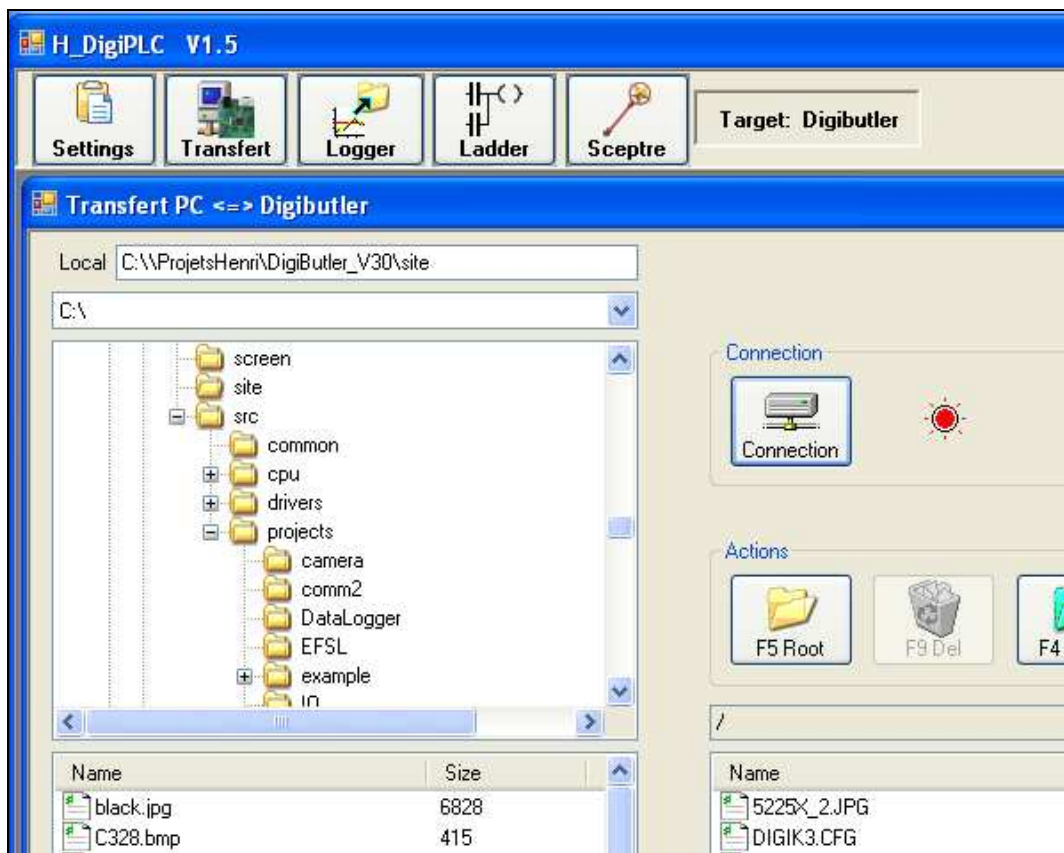 H_DigiPLC V1.5
Settings Transfert Logger Ladder Sceptre Target: Digibutler
Transfert PC <=> Digibutler
Local C:\\ProjetsHenri\DigiButler_V30\site
C:\
screen
site
src
common
cpu
drivers
projects
camera
comm2
DataLogger
EFSL
example
Connection
Connection
Actions
F5 Root F9 Del F4
/
Name Size
black.jpg 6828
C328.bmp 415
Name
5225X_2.JPG
DIGIK3.CFG